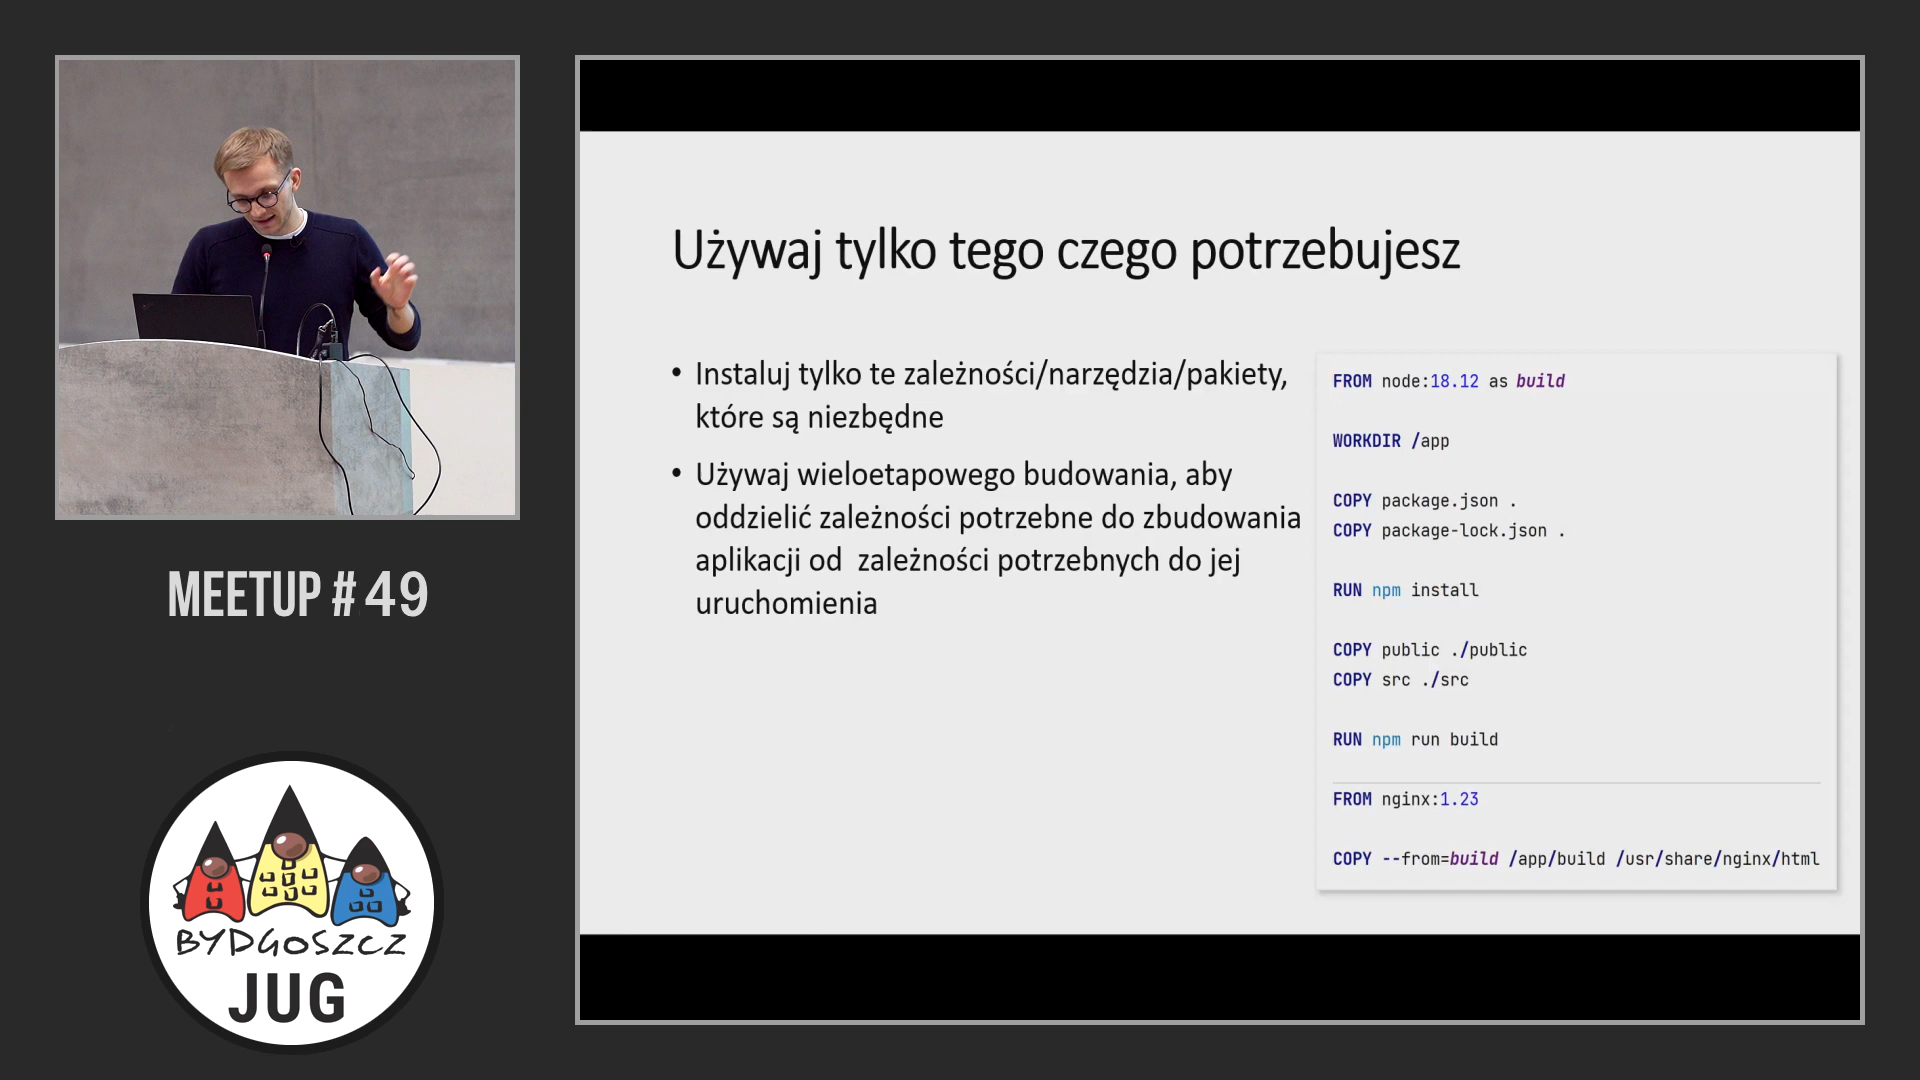 Używaj tylko tego czego potrzebujesz
• Instaluj tylko te zależności/narzędzia/pakiety,
które są niezbędne
• Używaj wieloetapowego budowania, aby
oddzielić zależności potrzebne do zbudowania
aplikacji od  zależności potrzebnych do jej
uruchomienia
FROM node:18.12 as build
WORKDIR /app
COPY package.json .
COPY package-lock.json .
RUN npm install
COPY public ./public
COPY src ./src
RUN npm run build
FROM nginx:1.23
COPY --from=build /app/build /usr/share/nginx/html
MEETUP #49
BYDGOSZCZ
JUG